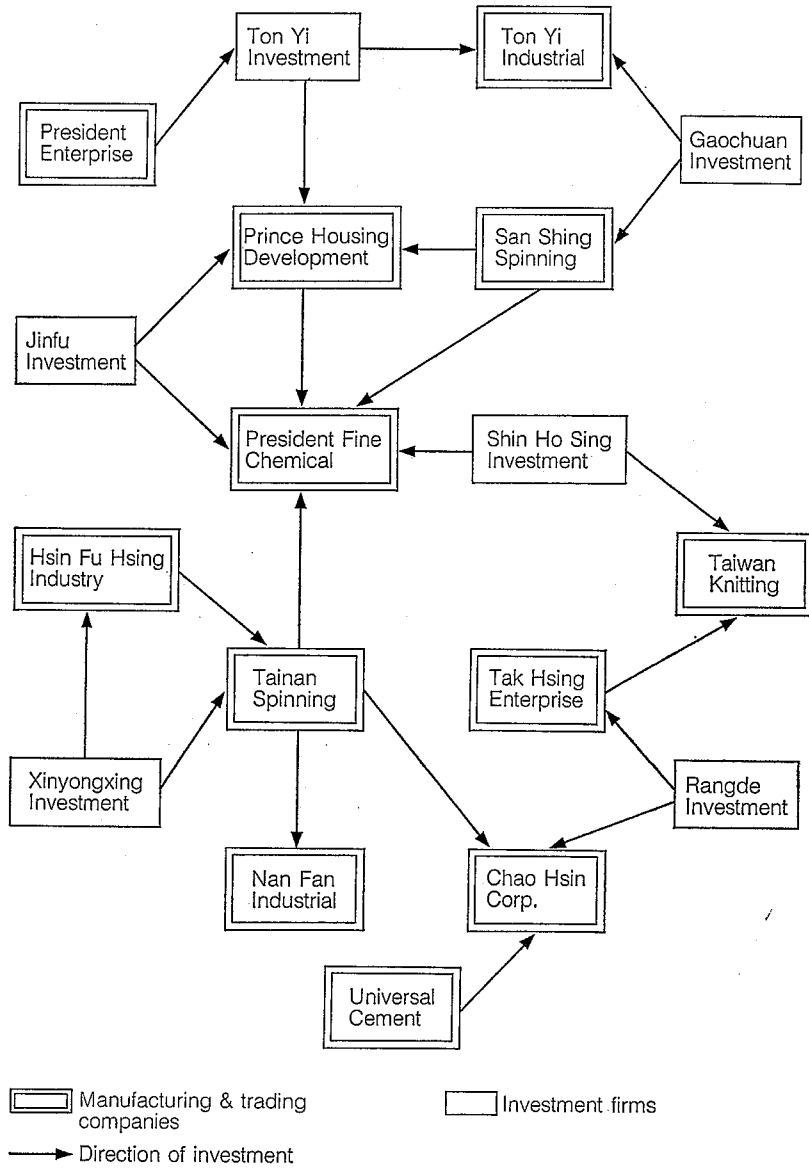 Ton Yi
Investment
Ton Yi
Industrial
President
Enterprise
Gaochuan
Investment
Prince Housing
Development
San Shing
Spinning
Jinfu
Investment
President Fine
Chemical
Shin Ho Sing
Investment
Hsin Fu Hsing
Industry
Taiwan
Knitting
Tainan
Spinning
Tak Hsing
Enterprise
Xinyongxing
Investment
Rangde
Investment
Nan Fan
Industrial
Chao Hsin
Corp.
Universal
Cement
Manufacturing & trading
companies
Investment firms
Direction of investment